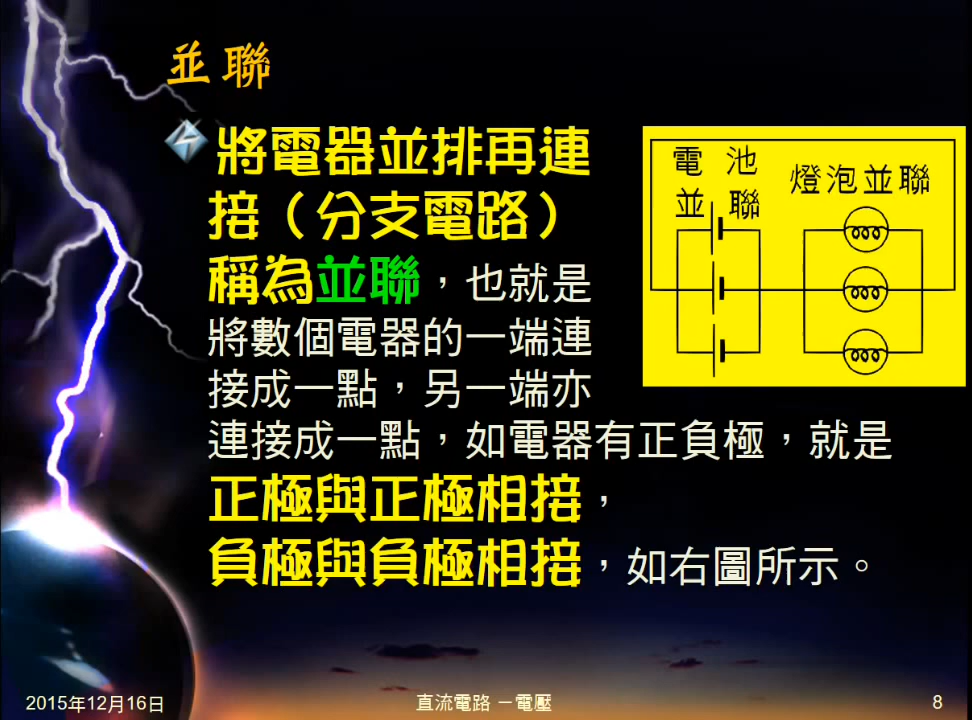 並聯
將電器並排再連
接（分支電路）
稱為並聯，也就是
將數個電器的一端連
接成一點，另一端亦
連接成一點，如電器有正負極，就是
正極與正極相接，
負極與負極相接，如右圖所示。
電池
並聯
燈泡並聯
2015年12月16日
直流電路 －電壓
8